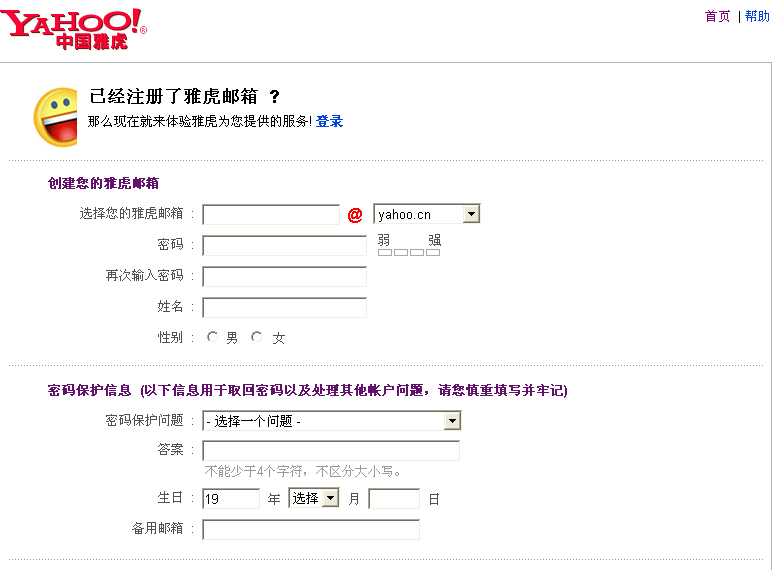 YAHOO!®
中国雅虎
首页 | 帮助
已经注册了雅虎邮箱 ?
那么现在就来体验雅虎为您提供的服务! 登录
创建您的雅虎邮箱
选择您的雅虎邮箱 : @ yahoo.cn
密码 : 弱 强
再次输入密码 :
姓名 :
性别 : 男 女
密码保护信息 (以下信息用于取回密码以及处理其他帐户问题，请您慎重填写并牢记)
密码保护问题 : - 选择一个问题 -
答案 :
不能少于4个字符，不区分大小写。
生日 : 19 年 选择 月 日
备用邮箱 :